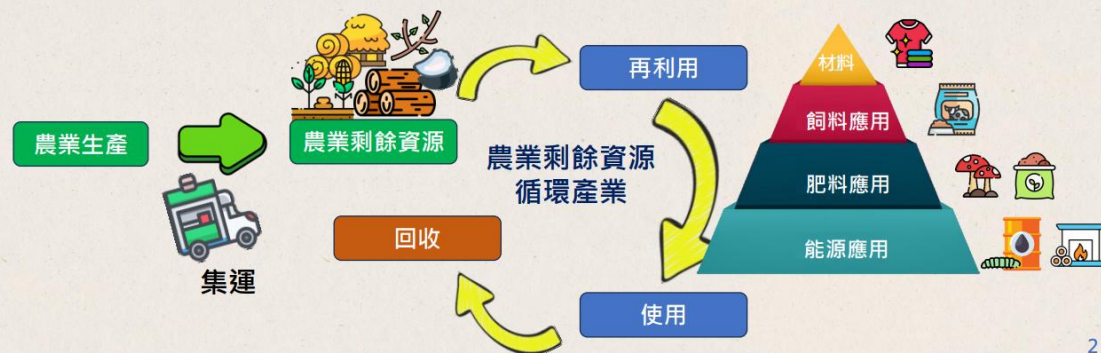 農業生產
集運
農業剩餘資源
再利用
農業剩餘資源
循環產業
回收
使用
材料
飼料應用
肥料應用
能源應用
2